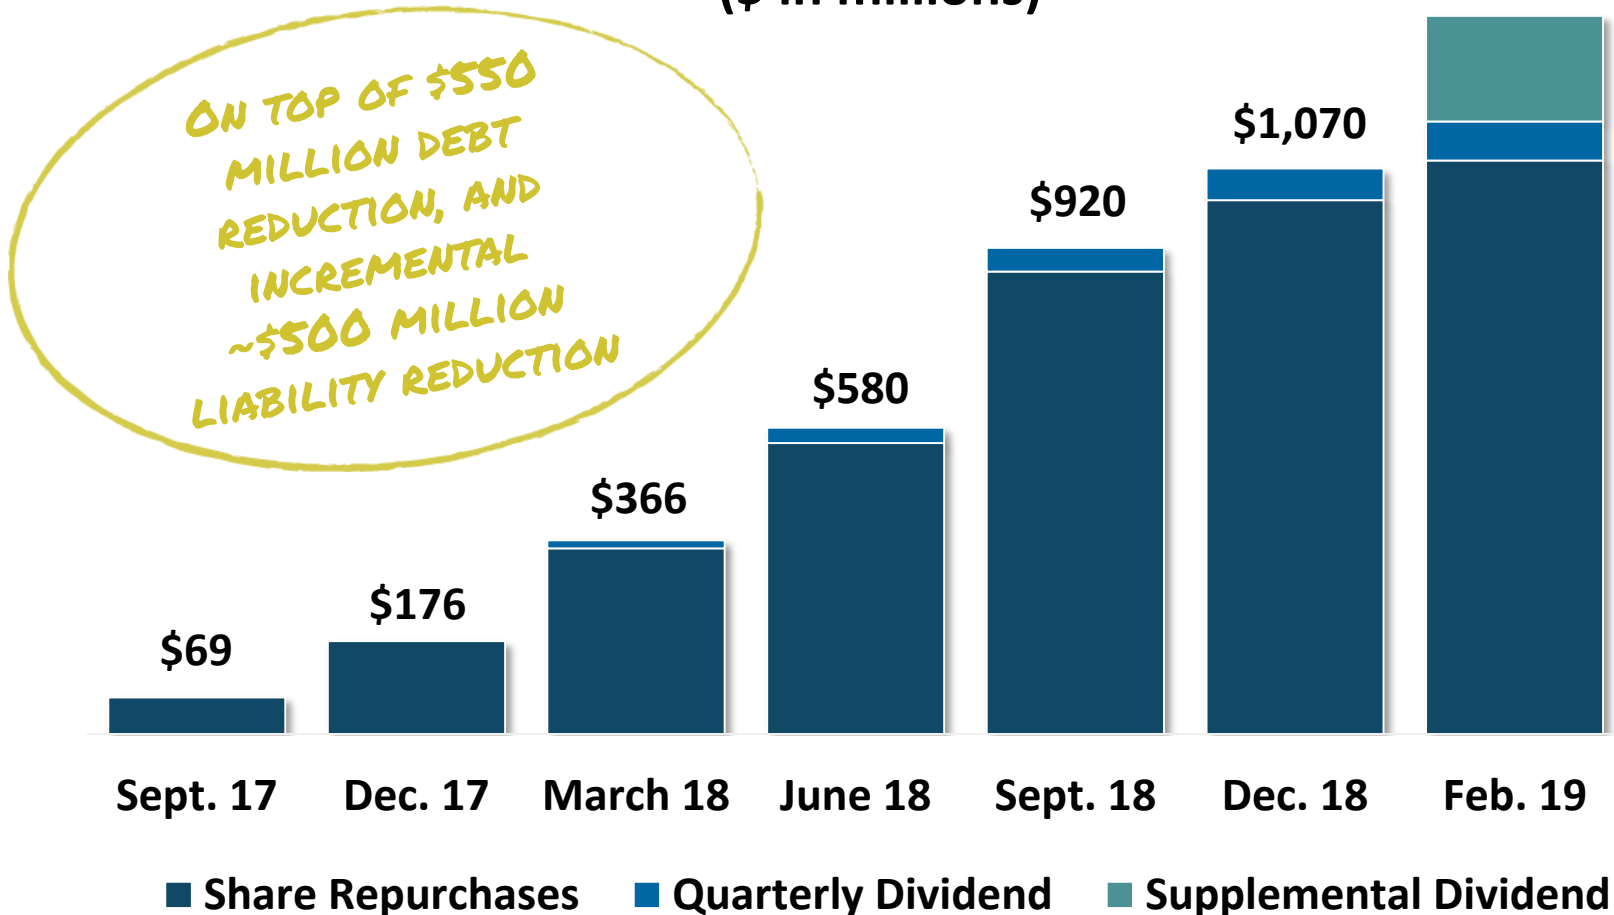 ($ in millions)
ON TOP OF $550
MILLION DEBT
REDUCTION, AND
INCREMENTAL
~$500 MILLION
LIABILITY REDUCTION
$69
$176
$366
$580
$920
$1,070
Sept. 17 Dec. 17 March 18 June 18 Sept. 18 Dec. 18 Feb. 19
Share Repurchases Quarterly Dividend Supplemental Dividend